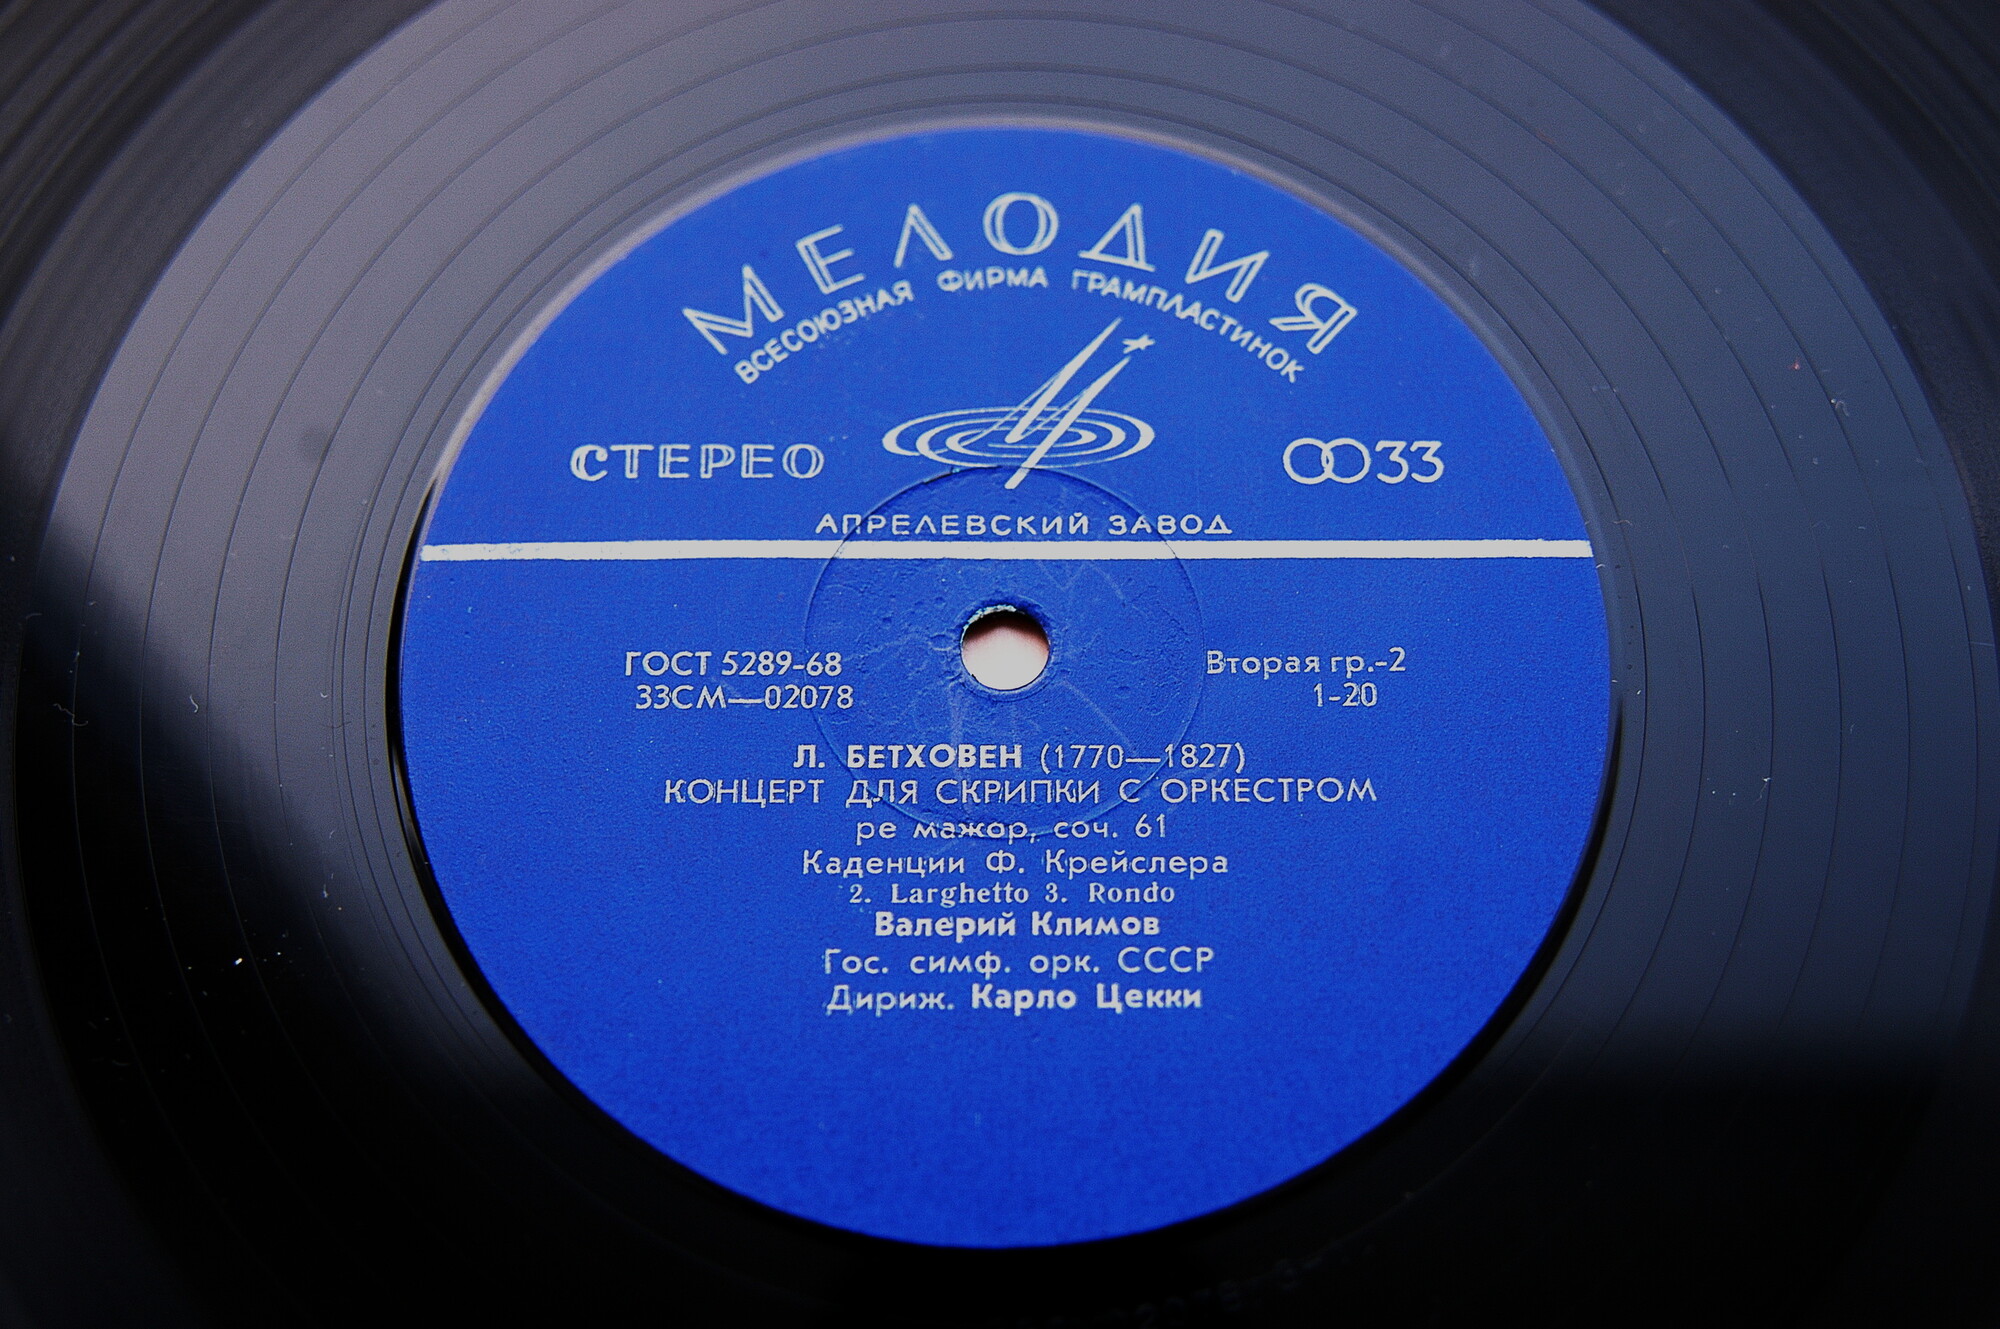 МЕЛОДИЯ
ВСЕСОЮЗНАЯ ФИРМА ГРАМПЛАСТИНОК
СТЕРЕО
33
АПРЕЛЕВСКИЙ ЗАВОД
ГОСТ 5289-68
33СМ—02078
Вторая гр.-2
1-20
Л. БЕТХОВЕН (1770—1827)
КОНЦЕРТ ДЛЯ СКРИПКИ С ОРКЕСТРОМ
ре мажор, соч. 61
Каденции Ф. Крейслера
2. Larghetto 3. Rondo
Валерий Климов
Гос. симф. орк. СССР
Дириж. Карло Цекки